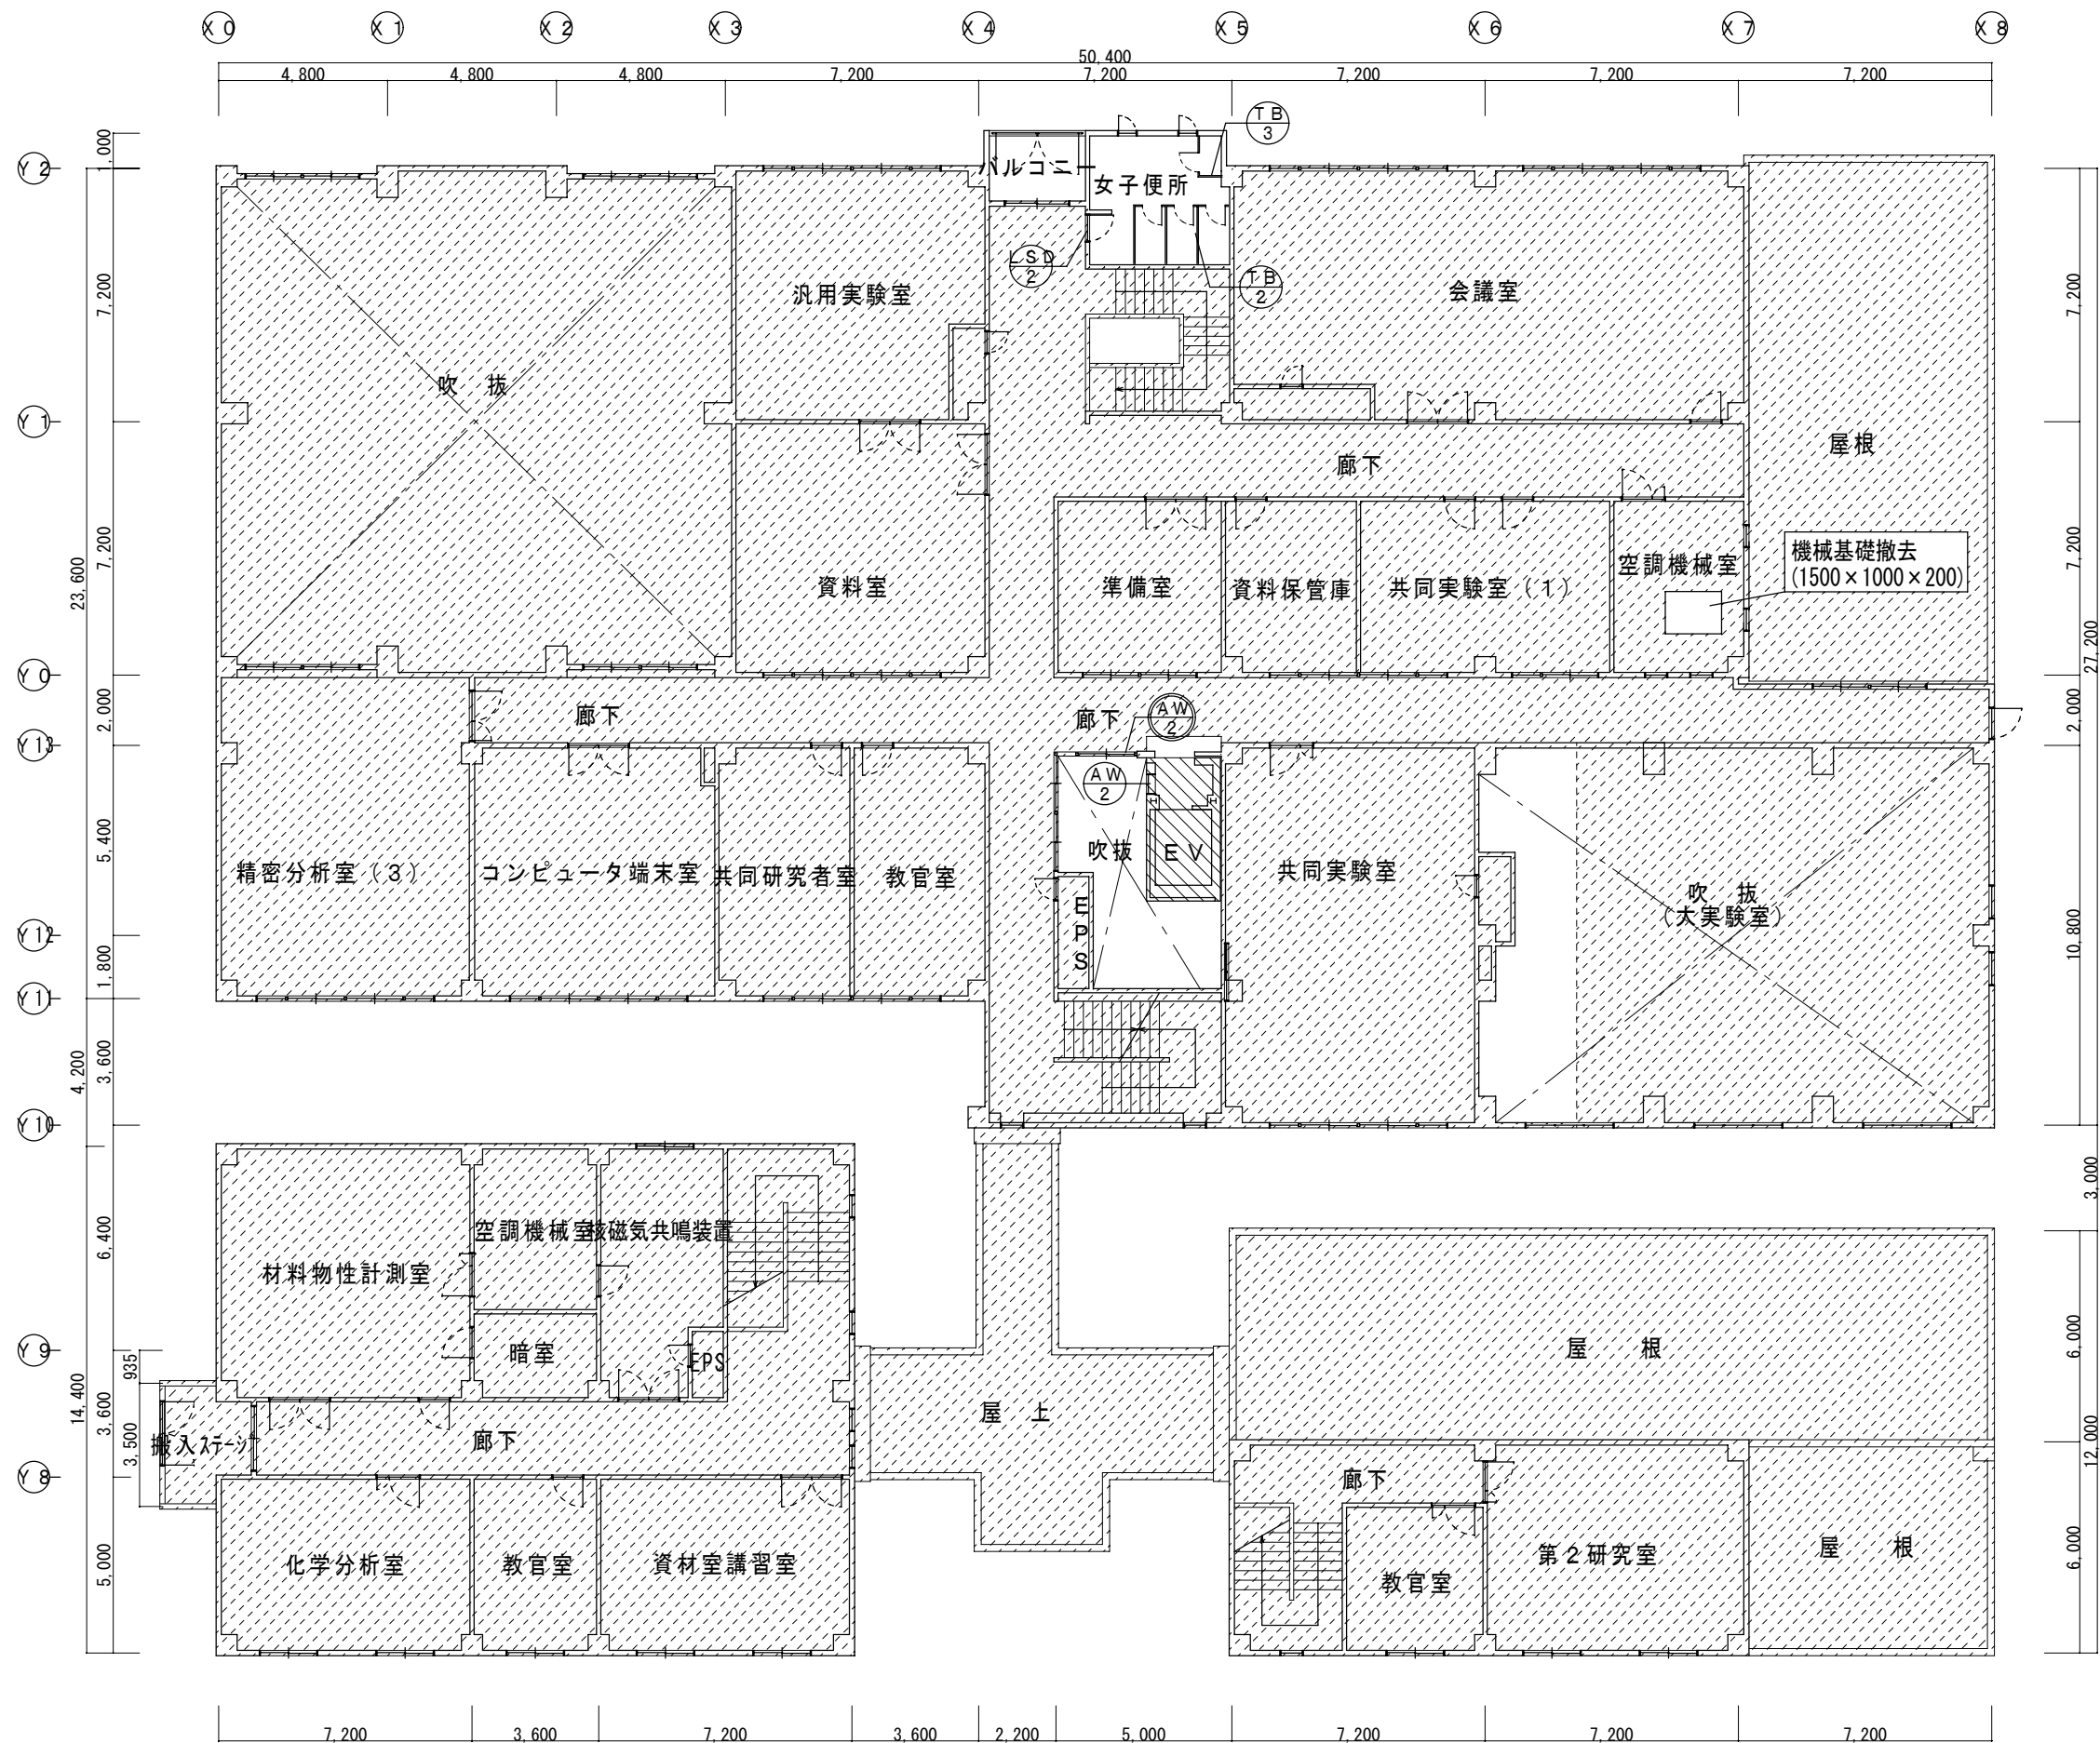 X0 X1 X2 X3 X4 X5 X6 X7 X8
50,400
4,800 4,800 4,800 7,200 7,200 7,200 7,200 7,200
TB
3
1,000
Y2
バルコニー
女子便所
LSD
2
TB
2
7,200
汎用実験室
会議室
7,200
吹 抜
Y1
屋根
廊下
7,200
23,600
資料室
準備室
資料保管庫
共同実験室(1)
空調機械室
機械基礎撤去
(1500×1000×200)
7,200
27,200
Y0
2,000
廊下
廊下
AW
2
2,000
Y13
AW
2
5,400
精密分析室(3)
コンピュータ端末室
共同研究者室
教官室
吹抜
EV
共同実験室
吹 抜
(大実験室)
EPS
10,800
Y12
1,800
Y11
4,200
3,600
Y10
3,000
6,400
材料物性計測室
空調機械室
核磁気共鳴装置
Y9
935
暗室
EPS
屋 根
6,000
14,400
3,600
3,500
搬入ステージ
廊下
屋 上
12,000
Y8
廊下
5,000
化学分析室
教官室
資材室講習室
教官室
第2研究室
屋 根
6,000
7,200 3,600 7,200 3,600 2,200 5,000 7,200 7,200 7,200